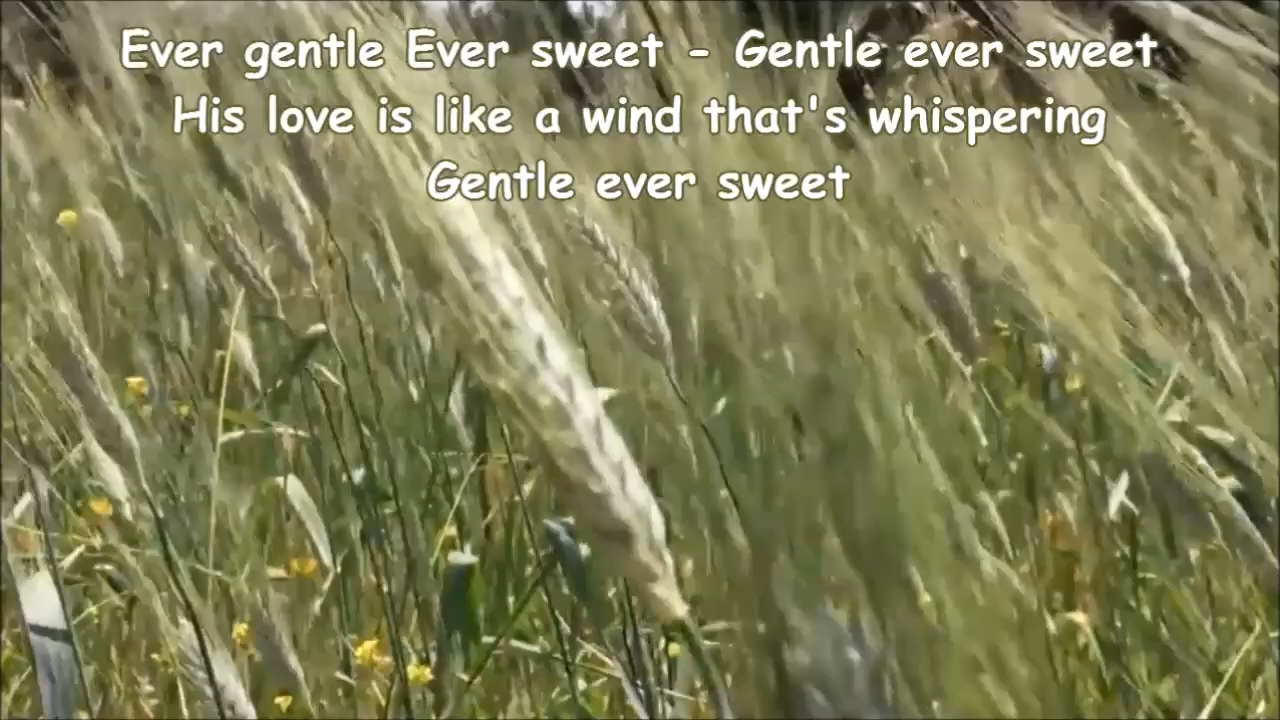 Ever gentle Ever sweet - Gentle ever sweet
His love is like a wind that's whispering
Gentle ever sweet